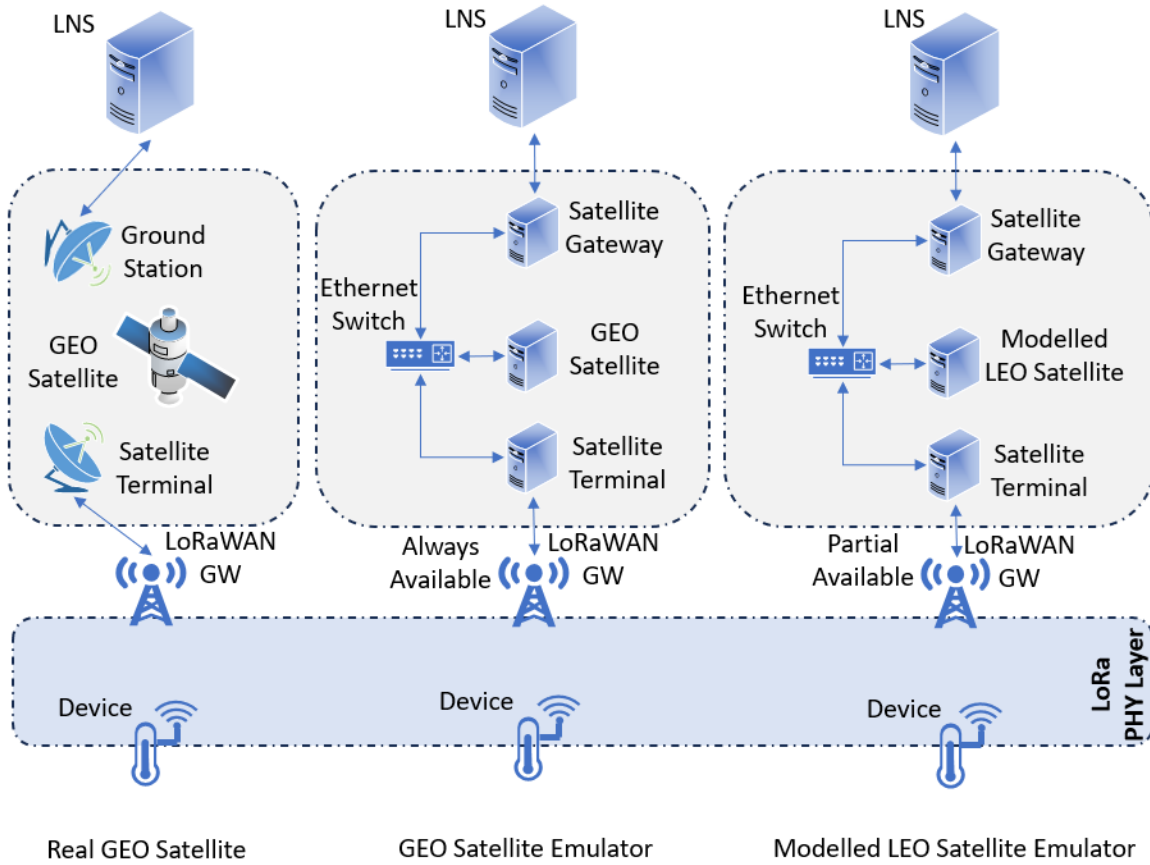 LNS
LNS
LNS
Ground
Station
GEO
Satellite
Satellite
Terminal
LoRaWAN
GW
Satellite
Gateway
Ethernet
Switch
GEO
Satellite
Satellite
Terminal
Always
Available
LoRaWAN
GW
Satellite
Gateway
Ethernet
Switch
Modelled
LEO Satellite
Satellite
Terminal
Partial
Available
LoRaWAN
GW
Device
Device
Device
LoRa
PHY Layer
Real GEO Satellite
GEO Satellite Emulator
Modelled LEO Satellite Emulator